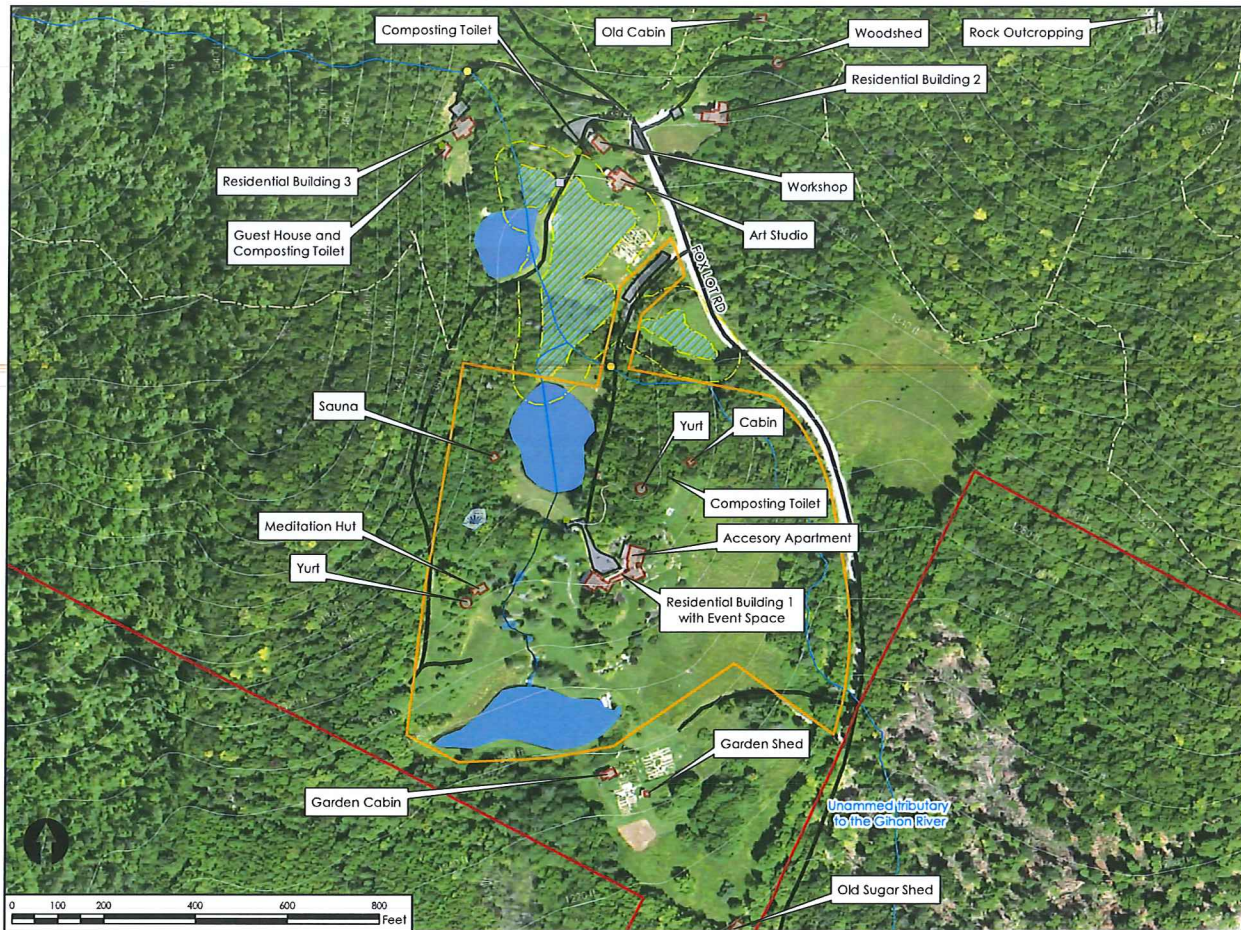 Composting Toilet
Old Cabin
Woodshed
Rock Outcropping
Residential Building 2
Residential Building 3
Workshop
Guest House and
Composting Toilet
Art Studio
FOX LOT RD
Sauna
Yurt
Cabin
Composting Toilet
Meditation Hut
Accesory Apartment
Yurt
Residential Building 1
with Event Space
Garden Shed
Garden Cabin
Unammed tributary
to the Gihon River
Old Sugar Shed
0 100 200 400 600 800
Feet